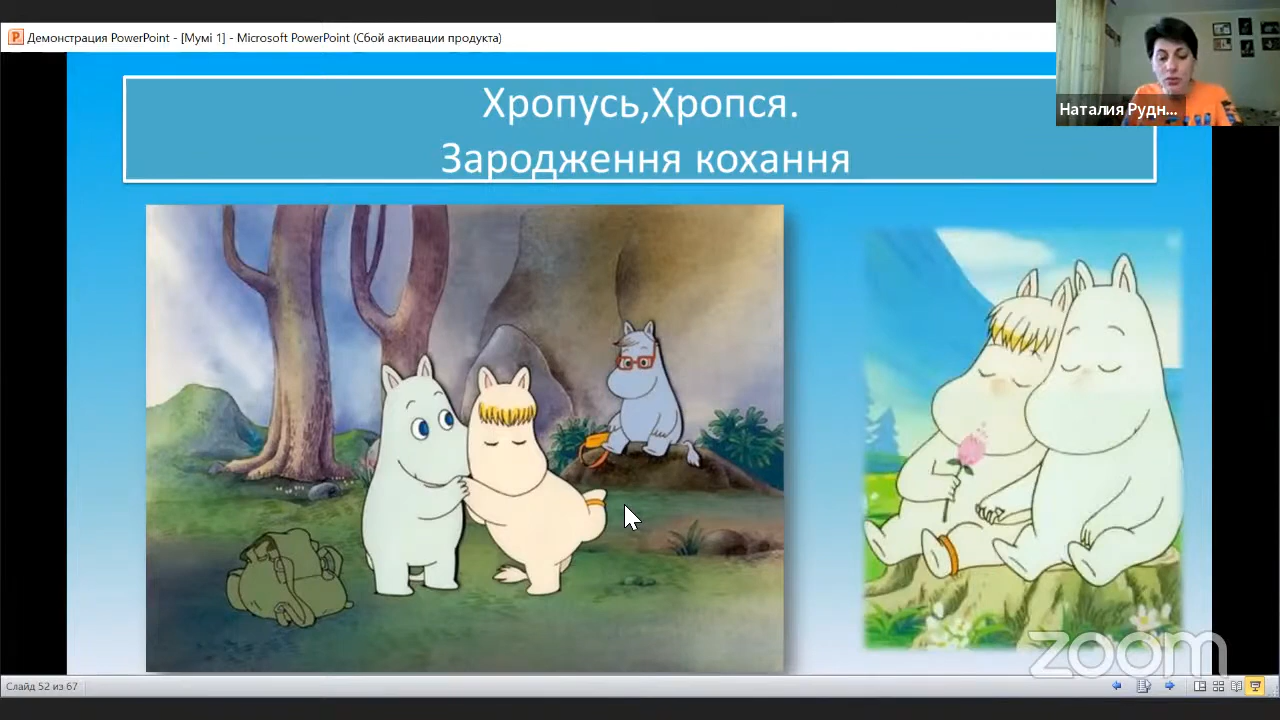 Демонстрация PowerPoint - [Мумі 1] - Microsoft PowerPoint (Сбой активации продукта)
Хропусь,Хропся.
Зародження кохання
Наталия Рудн...
zoom
Слайд 52 из 67